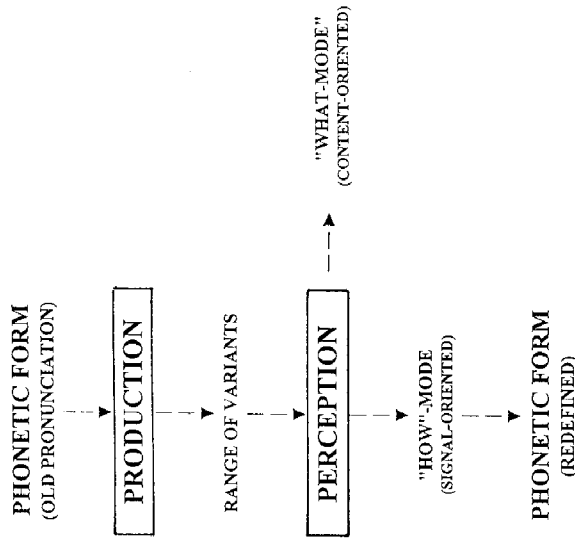 PHONETIC FORM
(OLD PRONUNCIATION)
PRODUCTION
RANGE OF VARIANTS
PERCEPTION
"WHAT-MODE"
(CONTENT-ORIENTED)
"HOW"-MODE
(SIGNAL-ORIENTED)
PHONETIC FORM
(REDEFINED)